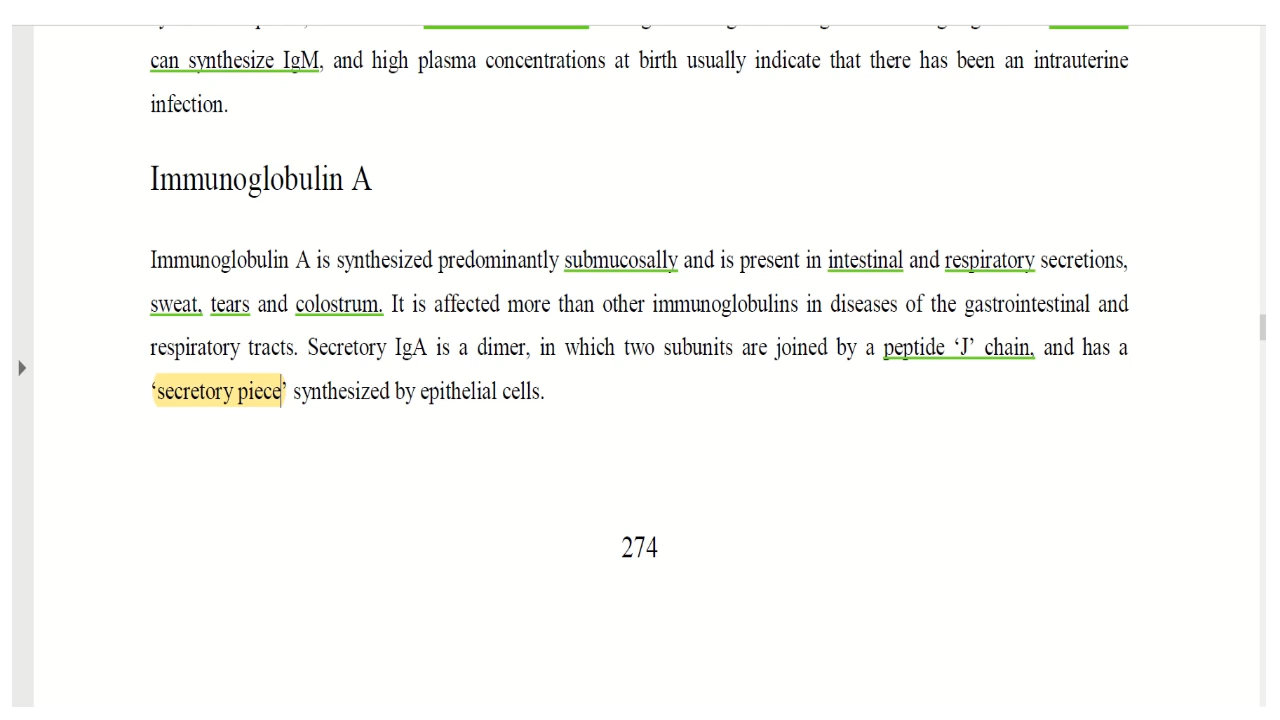 can synthesize IgM, and high plasma concentrations at birth usually indicate that there has been an intrauterine
infection.
Immunoglobulin A
Immunoglobulin A is synthesized predominantly submucosally and is present in intestinal and respiratory secretions,
sweat, tears and colostrum. It is affected more than other immunoglobulins in diseases of the gastrointestinal and
respiratory tracts. Secretory IgA is a dimer, in which two subunits are joined by a peptide ‘J’ chain, and has a
‘secretory piece’ synthesized by epithelial cells.
274